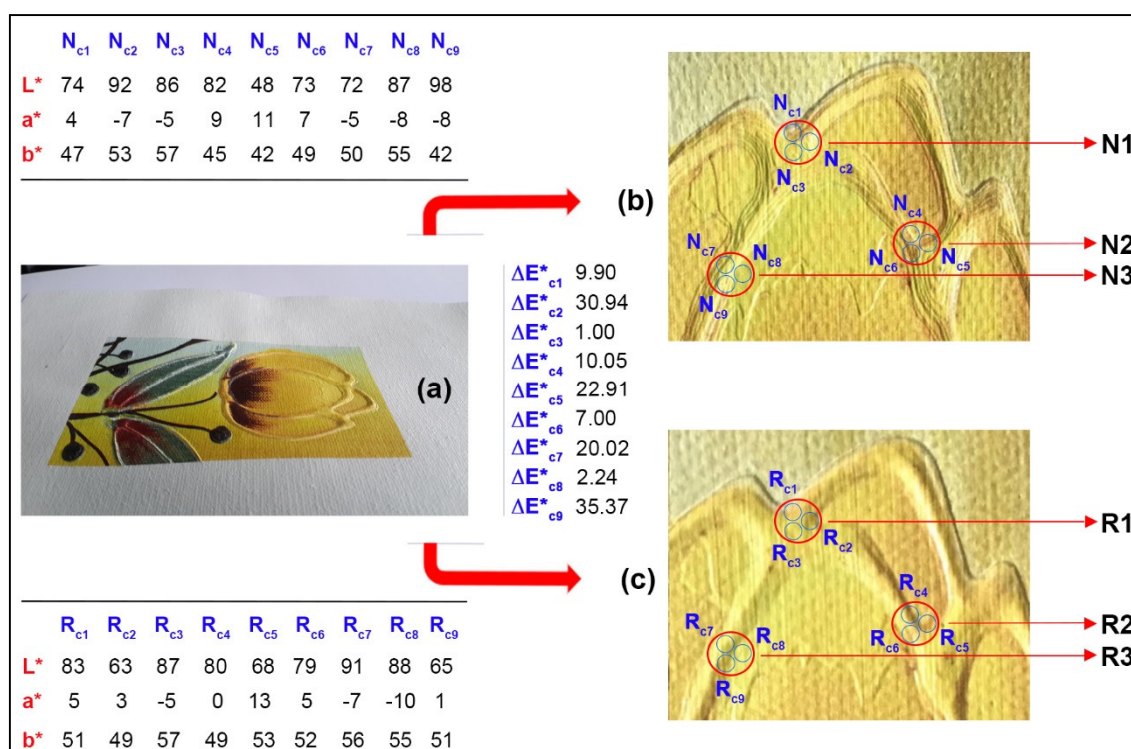 Nc1 Nc2 Nc3 Nc4 Nc5 Nc6 Nc7 Nc8 Nc9
L* 74 92 86 82 48 73 72 87 98
a* 4 -7 -5 9 11 7 -5 -8 -8
b* 47 53 57 45 42 49 50 55 42
(b)
Nc1
Nc2
Nc3
N1
Nc4
Nc5
Nc6
N2
Nc7
Nc8
Nc9
N3
(a)
ΔE*c1 9.90
ΔE*c2 30.94
ΔE*c3 1.00
ΔE*c4 10.05
ΔE*c5 22.91
ΔE*c6 7.00
ΔE*c7 20.02
ΔE*c8 2.24
ΔE*c9 35.37
(c)
Rc1
Rc2
Rc3
R1
Rc4
Rc5
Rc6
R2
Rc7
Rc8
Rc9
R3
Rc1 Rc2 Rc3 Rc4 Rc5 Rc6 Rc7 Rc8 Rc9
L* 83 63 87 80 68 79 91 88 65
a* 5 3 -5 0 13 5 -7 -10 1
b* 51 49 57 49 53 52 56 55 51